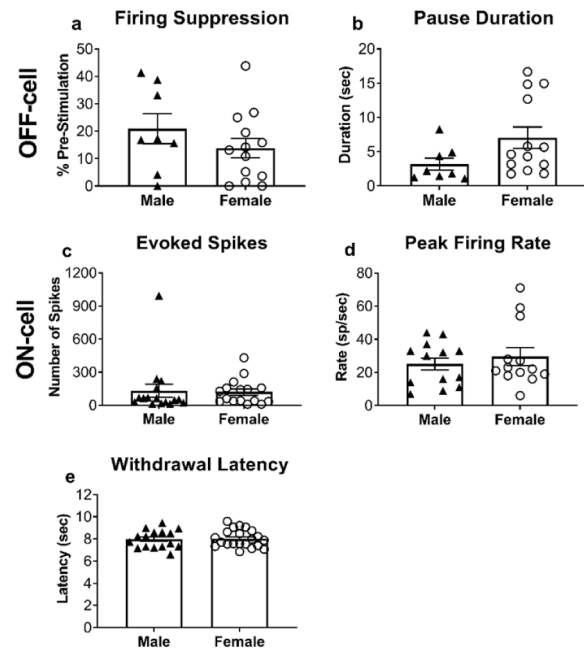 a
Firing Suppression
b
Pause Duration
OFF-cell
% Pre-Stimulation
50
40
30
20
10
0
Male
Female
Duration (sec)
20
15
10
5
0
Male
Female
c
Evoked Spikes
d
Peak Firing Rate
ON-cell
Number of Spikes
1200
900
600
300
0
Male
Female
Rate (sp/sec)
80
60
40
20
0
Male
Female
e
Withdrawal Latency
Latency (sec)
12
10
8
6
4
2
0
Male
Female